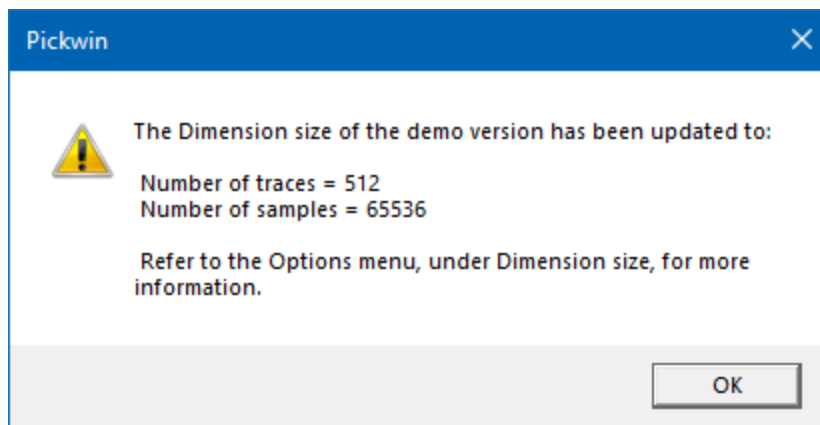 Pickwin
The Dimension size of the demo version has been updated to:
Number of traces = 512
Number of samples = 65536
Refer to the Options menu, under Dimension size, for more
information.
OK